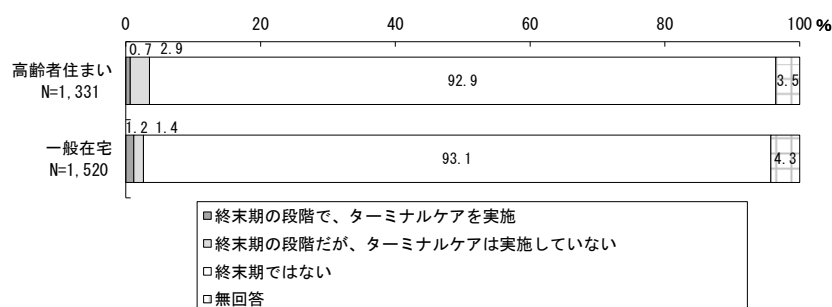 0 20 40 60 80 100 %
0.7 2.9
高齢者住まい
N=1,331
92.9
3.5
1.2 1.4
一般在宅
N=1,520
93.1
4.3
終末期の段階で、ターミナルケアを実施
終末期の段階だが、ターミナルケアは実施していない
終末期ではない
無回答